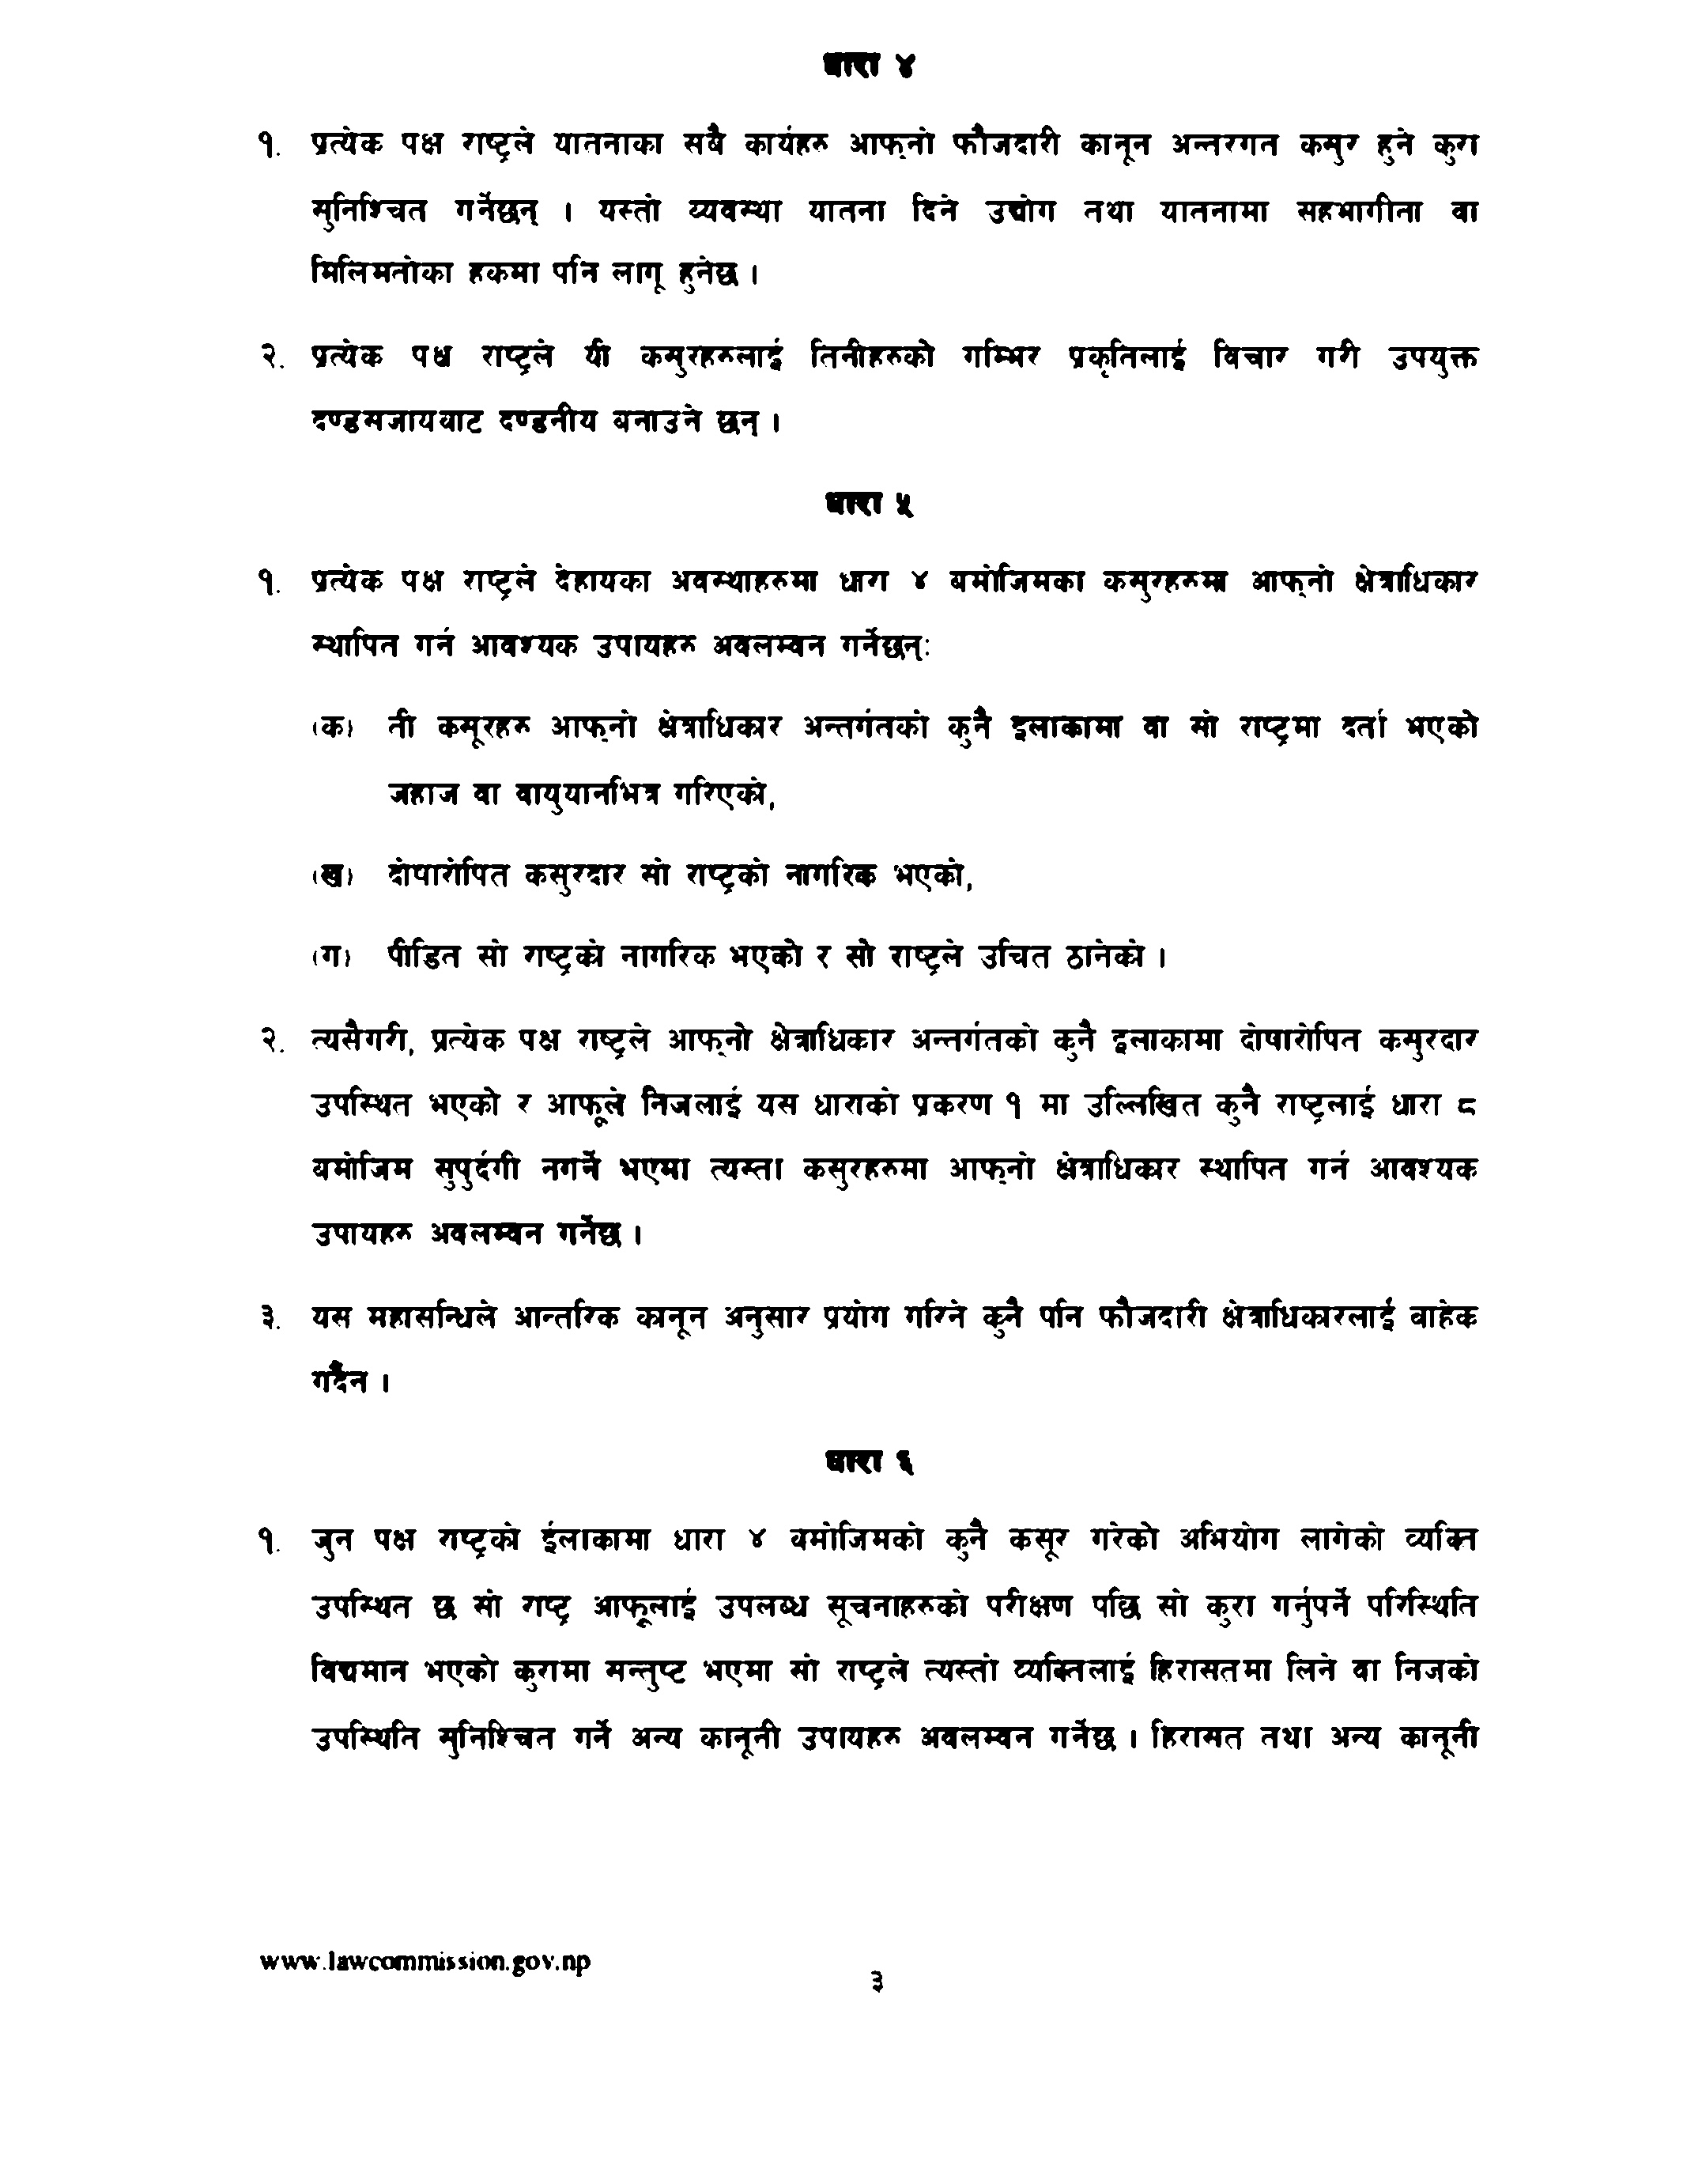 धारा ४
१. प्रत्येक पक्ष राष्ट्रले यातनाका सबै कार्यहरु आफ्‌नो फौजदारी कानून अन्तरगत कसुर हुने कुरा
सुनिश्चित गर्नेछन् । यस्तो व्यवस्था यातना दिने उद्योग तथा यातनामा सहभागीता वा
मिलिमतोका हकमा पनि लागू हुनेछ ।
२. प्रत्येक पक्ष राष्ट्रले यी कसुरहरुलाई तिनीहरुको गम्भिर प्रकृतिलाई विचार गरी उपयुक्त
दण्डसजायबाट दण्डनीय बनाउने छन् ।
धारा ५
१. प्रत्येक पक्ष राष्ट्रले देहायका अवस्थाहरुमा धारा ४ बमोजिमका कसुरहरुमा आफ्‌नो क्षेत्राधिकार
स्थापित गर्न आवश्यक उपायहरु अवलम्बन गर्नेछन्:
(क) ती कसूरहरु आफ्‌नो क्षेत्राधिकार अन्तर्गतको कुनै इलाकामा वा सो राष्ट्रमा दर्ता भएको
जहाज वा वायुयानभित्र गरिएको,
(ख) दोषारोपित कसुरदार सो राष्ट्रको नागरिक भएको,
(ग) पीडित सो राष्ट्रको नागरिक भएको र सो राष्ट्रले उचित ठानेको ।
२. त्यसैगरी, प्रत्येक पक्ष राष्ट्रले आफ्‌नो क्षेत्राधिकार अन्तर्गतको कुनै इलाकामा दोषारोपित कसुरदार
उपस्थित भएको र आफूले निजलाई यस धाराको प्रकरण १ मा उल्लिखित कुनै राष्ट्रलाई धारा ८
बमोजिम सुपुर्दगी नगर्ने भएमा त्यस्ता कसुरहरुमा आफ्‌नो क्षेत्राधिकार स्थापित गर्न आवश्यक
उपायहरु अवलम्बन गर्नेछ ।
३. यस महासन्धिले आन्तरिक कानून अनुसार प्रयोग गरिने कुनै पनि फौजदारी क्षेत्राधिकारलाई बाहेक
गर्दैन ।
धारा ६
१. जुन पक्ष राष्ट्रको ईलाकामा धारा ४ बमोजिमको कुनै कसूर गरेको अभियोग लागेको व्यक्ति
उपस्थित छ सो राष्ट्र आफूलाई उपलब्ध सूचनाहरुको परीक्षण पछि सो कुरा गर्नुपर्ने परिस्थिति
विद्यमान भएको कुरामा सन्तुष्ट भएमा सो राष्ट्रले त्यस्तो व्यक्तिलाई हिरासतमा लिने वा निजको
उपस्थिति सुनिश्चित गर्ने अन्य कानूनी उपायहरु अवलम्बन गर्नेछ । हिरासत तथा अन्य कानूनी
www.lawcommission.gov.np
३